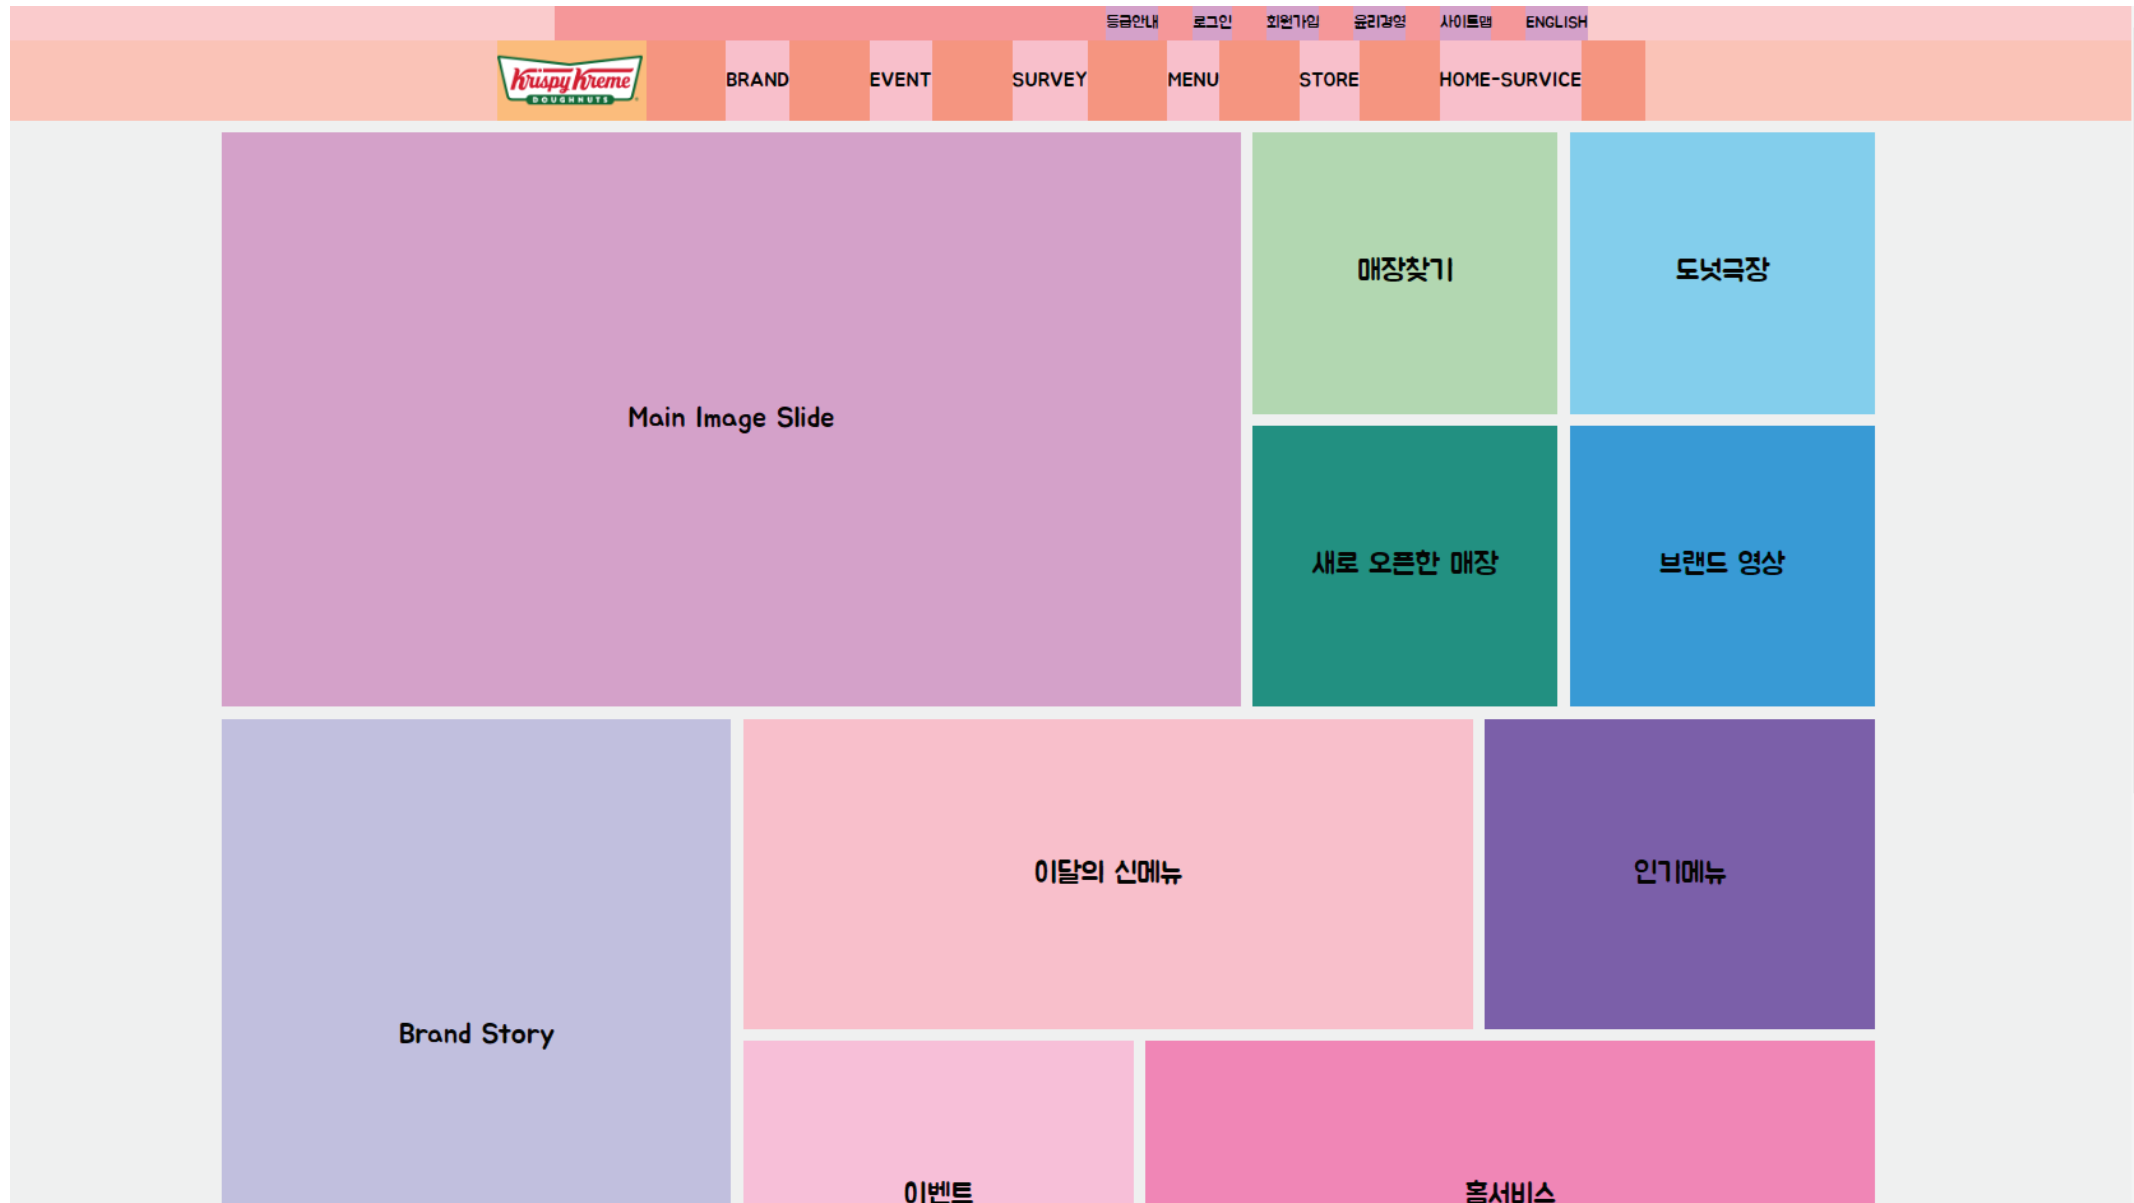 등급안내 로그인 회원가입 윤리경영 사이트맵 ENGLISH
Krispy Kreme
DOUGHNUTS
BRAND EVENT SURVEY MENU STORE HOME-SURVICE
Main Image Slide
매장찾기
도넛극장
새로 오픈한 매장
브랜드 영상
Brand Story
이달의 신메뉴
인기메뉴
이벤트
홈서비스